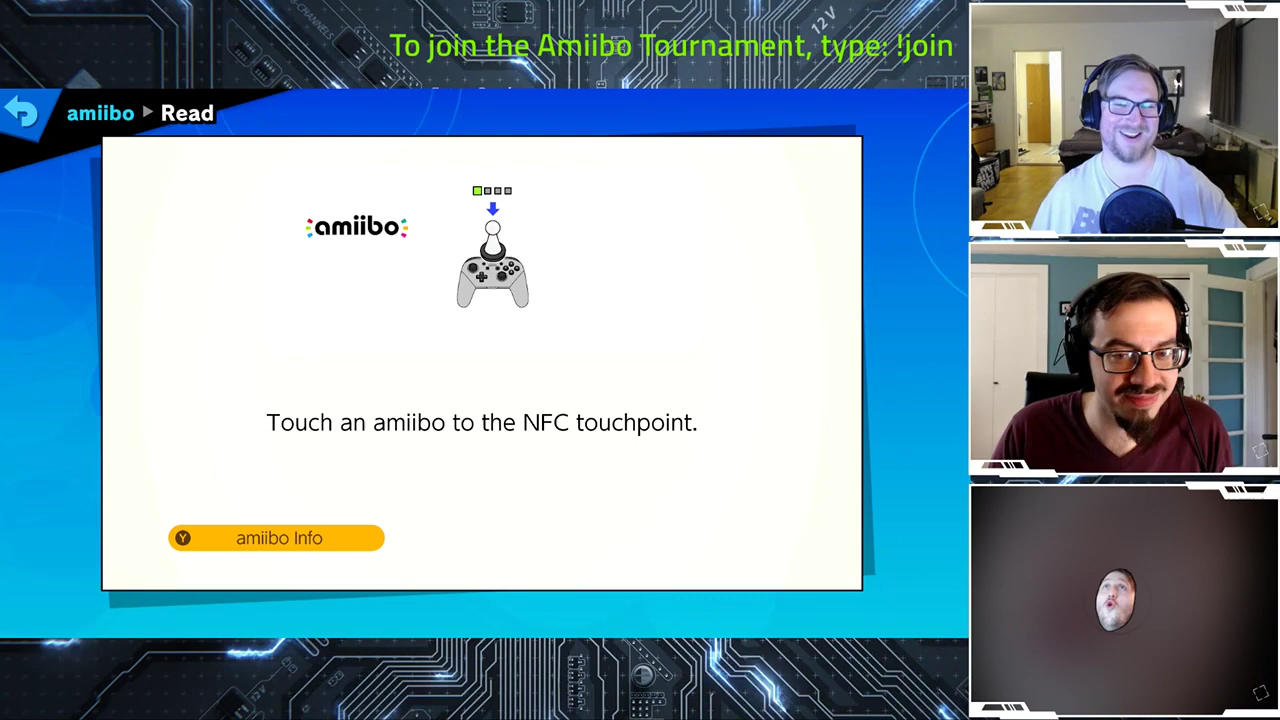 To join the Amiibo Tournament, type: !join
12V
amiibo Read
amiibo
Touch an amiibo to the NFC touchpoint.
Y amiibo Info